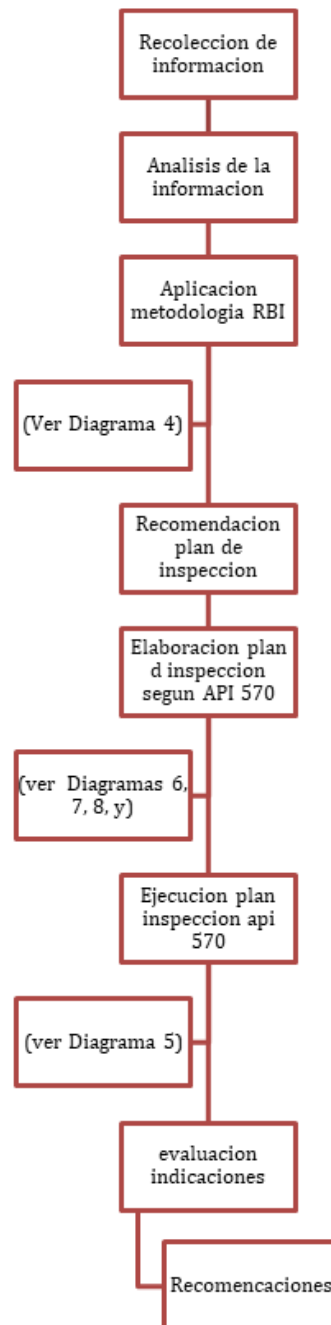 Recoleccion de
informacion
Analisis de la
informacion
Aplicacion
metodologia RBI
(Ver Diagrama 4)
Recomendacion
plan de
inspeccion
Elaboracion plan
d inspeccion
segun API 570
(ver Diagramas 6,
7, 8, y)
Ejecucion plan
inspeccion api
570
(ver Diagrama 5)
evaluacion
indicaciones
Recomencaciones